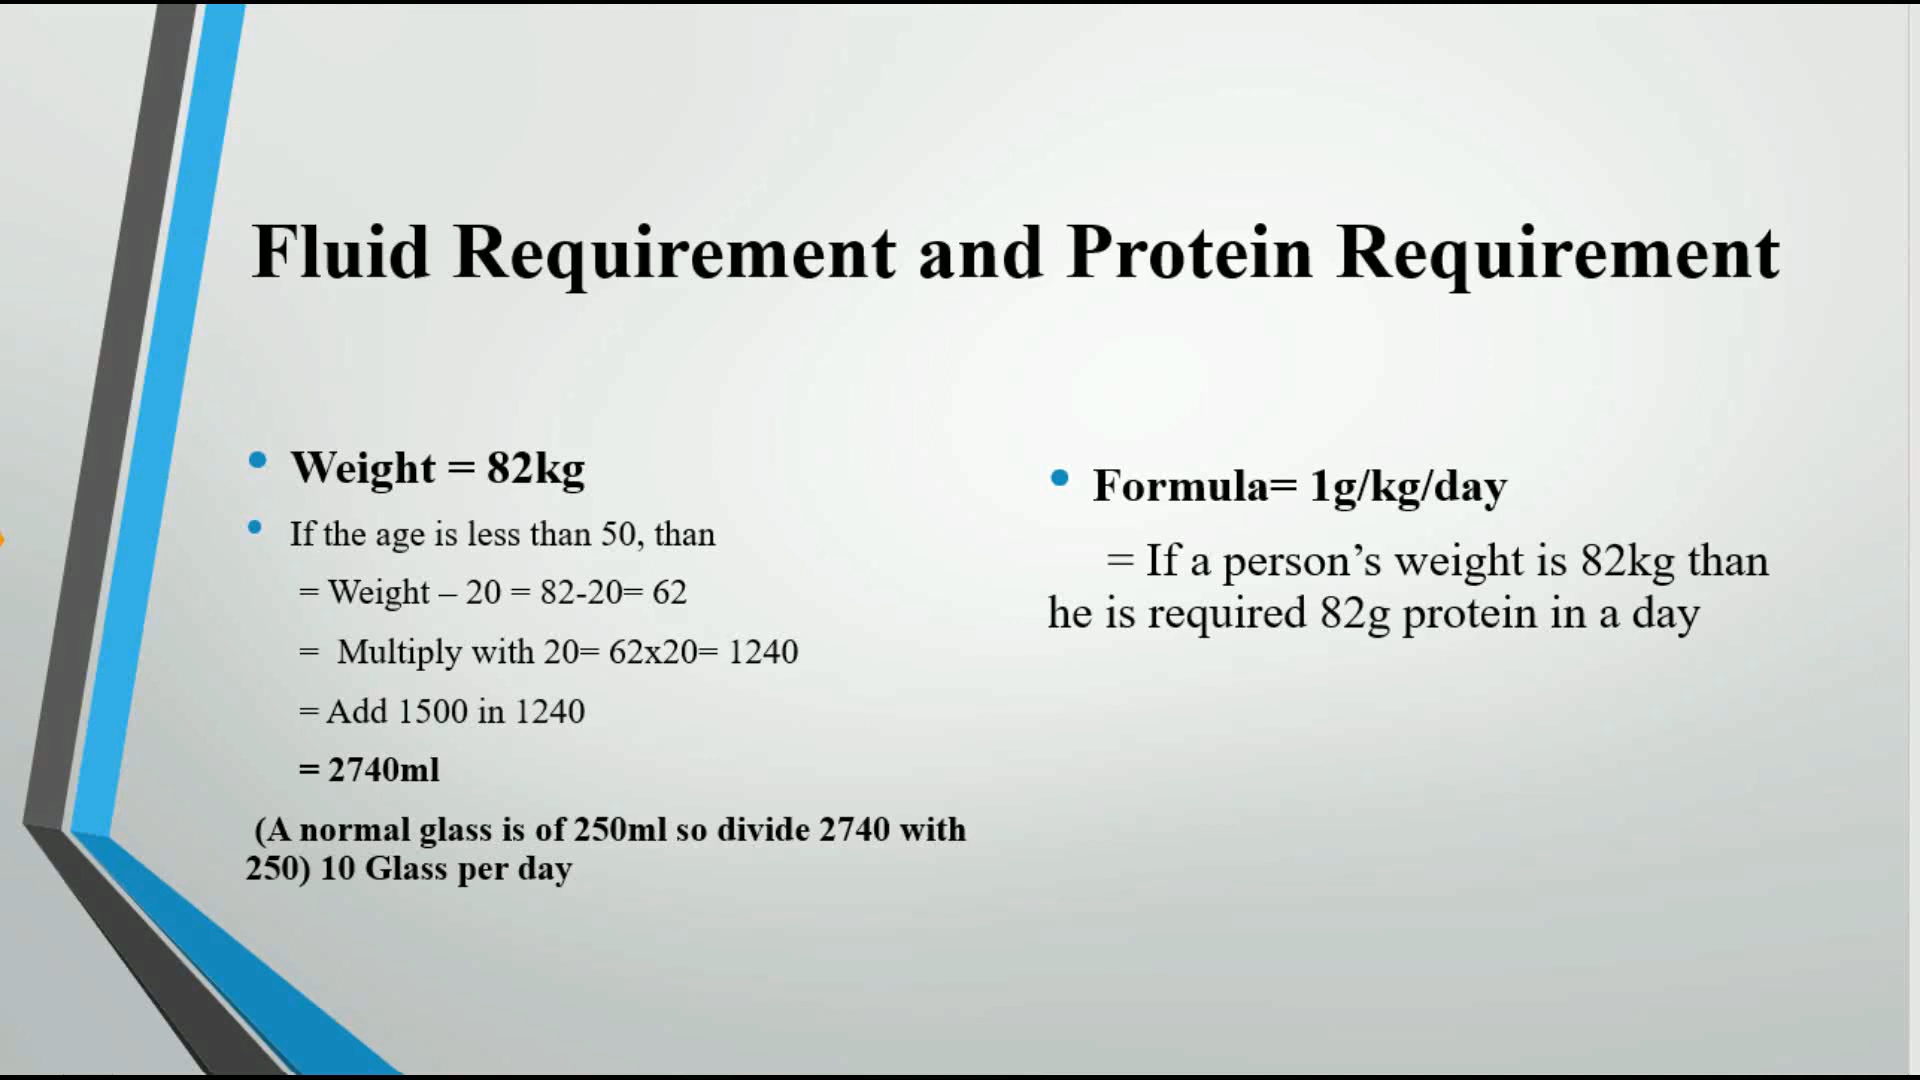 Fluid Requirement and Protein Requirement
• Weight = 82kg
• If the age is less than 50, than
= Weight – 20 = 82-20= 62
= Multiply with 20= 62x20= 1240
= Add 1500 in 1240
= 2740ml
(A normal glass is of 250ml so divide 2740 with
250) 10 Glass per day
• Formula= 1g/kg/day
= If a person’s weight is 82kg than
he is required 82g protein in a day